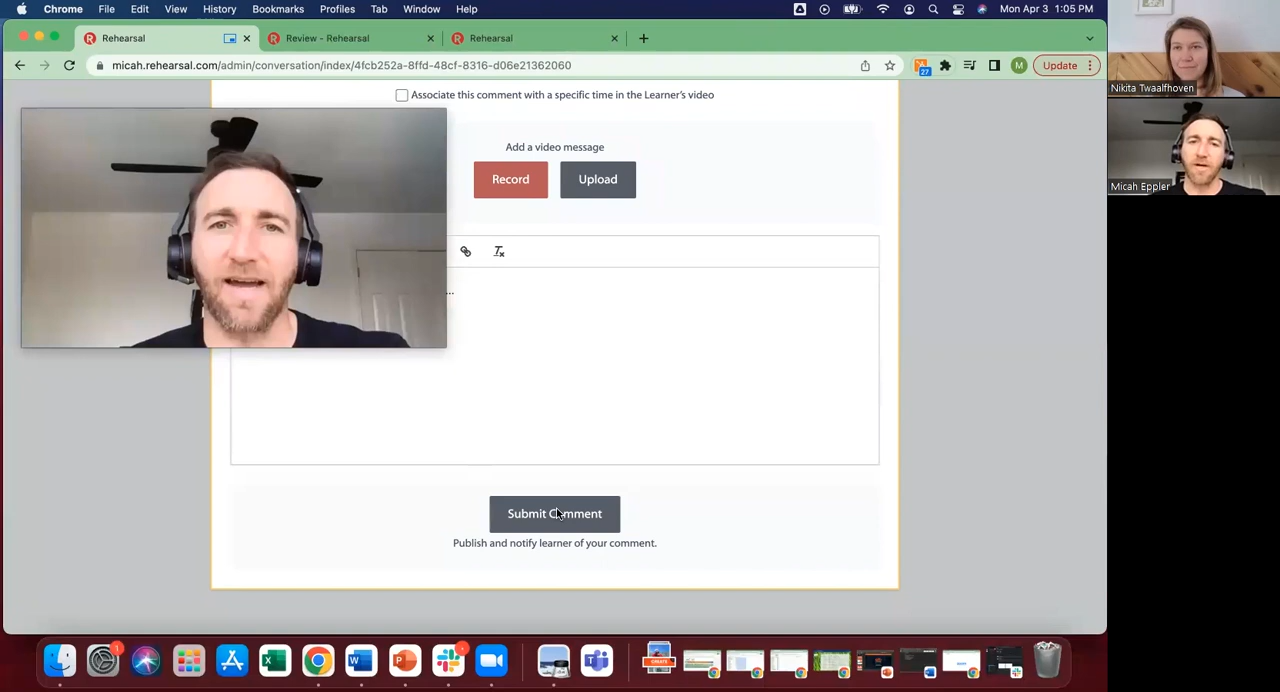 Chrome File Edit View History Bookmarks Profiles Tab Window Help Mon Apr 3 1:05 PM
Rehearsal
Review - Rehearsal
Rehearsal
micah.rehearsal.com/admin/conversation/index/4fcb252a-8ffd-48cf-8316-d06e21362060
27
M
Update
Associate this comment with a specific time in the Learner's video
Add a video message
Record
Upload
...
Submit Comment
Publish and notify learner of your comment.
Nikita Twaalfhoven
Micah Eppler
1